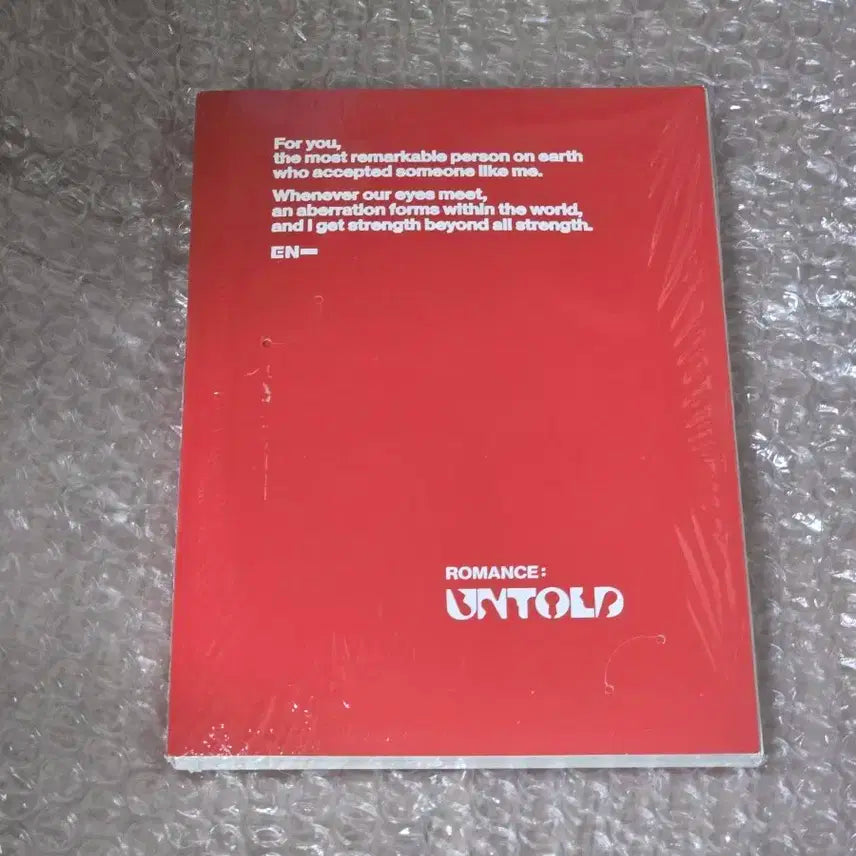 For you,
the most remarkable person on earth
who accepted someone like me.
Whenever our eyes meet,
an aberration forms within the world,
and I get strength beyond all strength.
EN–
ROMANCE:
UNTOLD